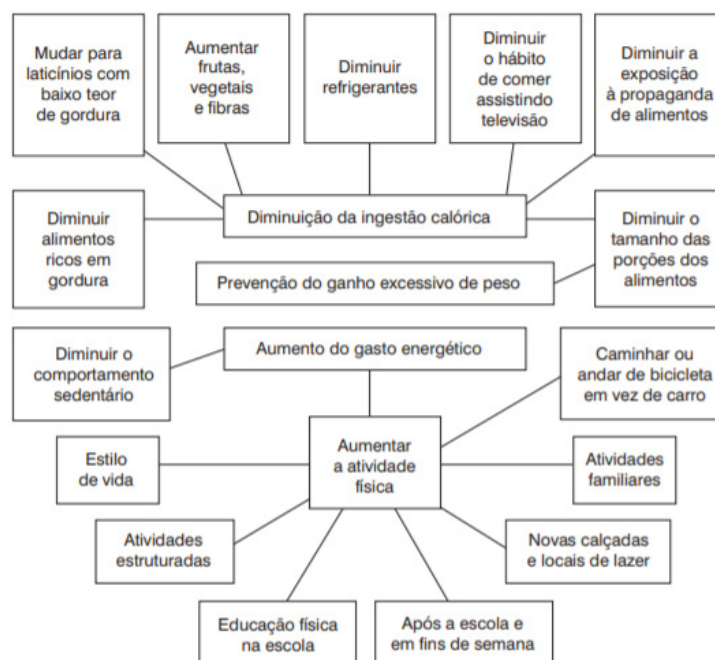 Mudar para
laticínios com
baixo teor
de gordura
Aumentar
frutas,
vegetais
e fibras
Diminuir
refrigerantes
Diminuir
o hábito
de comer
assistindo
televisão
Diminuir a
exposição
à propaganda
de alimentos
Diminuir
alimentos
ricos em
gordura
Diminuição da ingestão calórica
Diminuir o
tamanho das
porções dos
alimentos
Prevenção do ganho excessivo de peso
Diminuir o
comportamento
sedentário
Aumento do gasto energético
Caminhar ou
andar de bicicleta
em vez de carro
Aumentar
a atividade
física
Estilo
de vida
Atividades
familiares
Atividades
estruturadas
Novas calçadas
e locais de lazer
Educação física
na escola
Após a escola e
em fins de semana